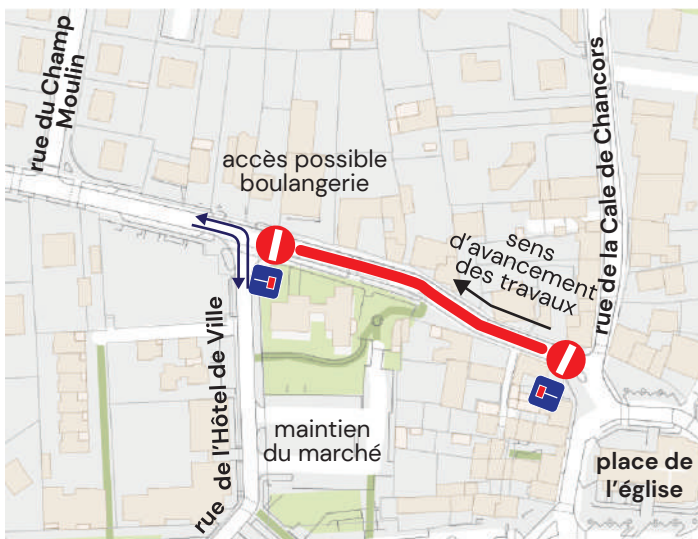 rue du Champ
Moulin
accès possible
boulangerie
rue de la Cale de Chancors
sens
d'avancement
des travaux
rue de l'Hôtel de Ville
maintien
du marché
place de
l'église